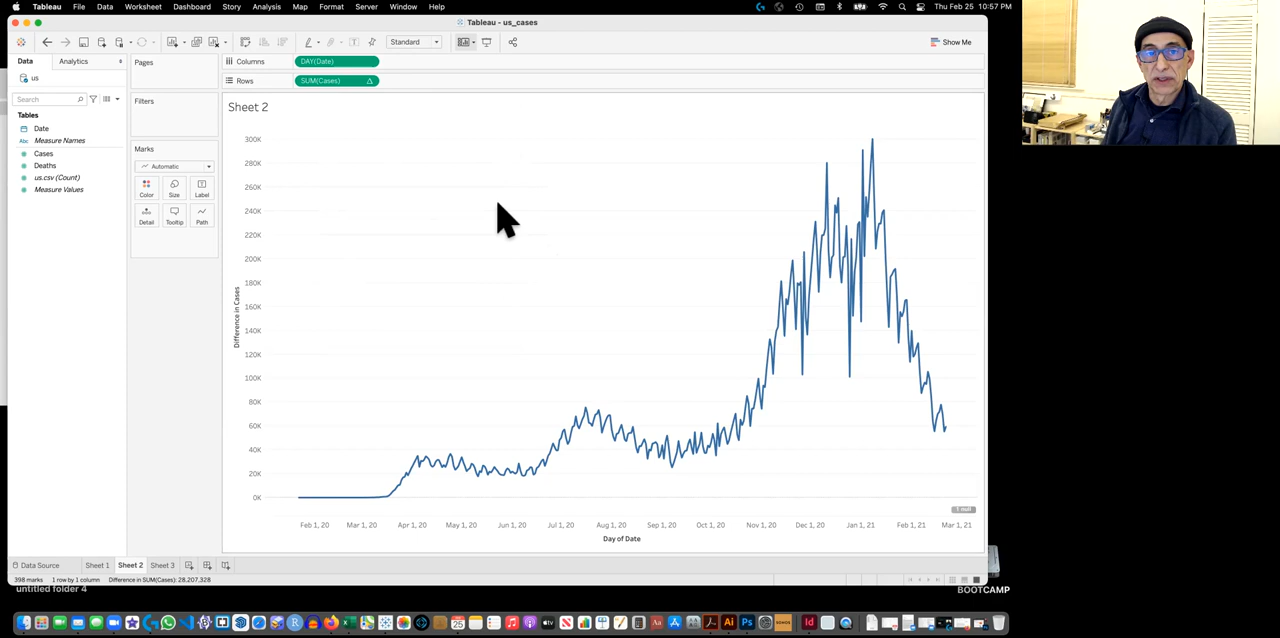 Tableau File Data Worksheet Dashboard Story Analysis Map Format Server Window Help
Thu Feb 25 10:57 PM
Tableau - us_cases
Standard
Show Me
Data Analytics
us
Search
Tables
Date
Abc Measure Names
Cases
Deaths
us.csv (Count)
Measure Values
Pages
Filters
Marks
Automatic
Color Size Label
Detail Tooltip Path
Columns DAY(Date)
Rows SUM(Cases)
Sheet 2
300K
280K
260K
240K
220K
200K
180K
160K
140K
120K
100K
80K
60K
40K
20K
0K
Difference in Cases
Feb 1, 20 Mar 1, 20 Apr 1, 20 May 1, 20 Jun 1, 20 Jul 1, 20 Aug 1, 20 Sep 1, 20 Oct 1, 20 Nov 1, 20 Dec 1, 20 Jan 1, 21 Feb 1, 21 Mar 1, 21
1 null
Day of Date
Data Source Sheet 1 Sheet 2 Sheet 3
398 marks 1 row by 1 column Difference in SUM(Cases): 28,207,328
untitled folder 4
BOOTCAMP